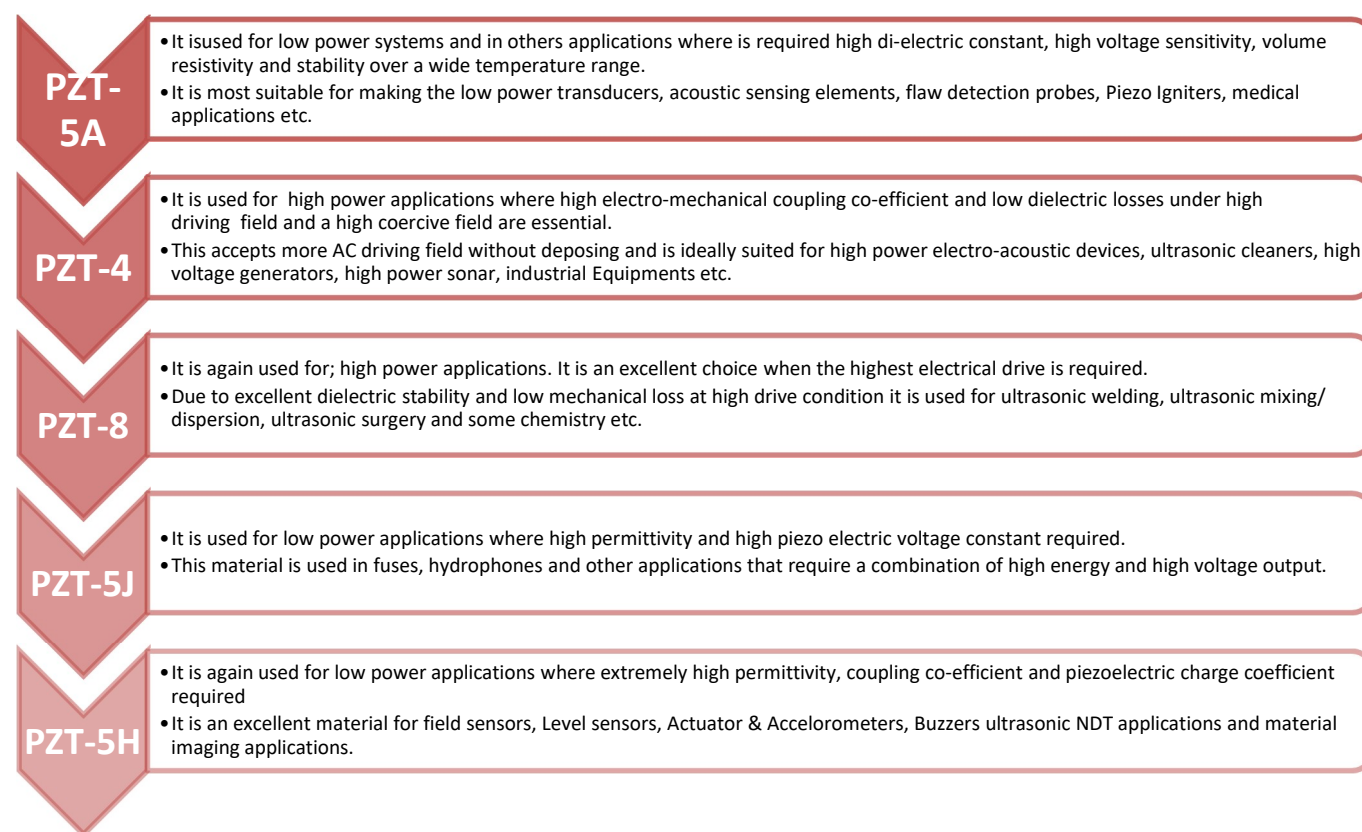 PZT-
5A
•It isused for low power systems and in others applications where is required high di-electric constant, high voltage sensitivity, volume
resistivity and stability over a wide temperature range.
•It is most suitable for making the low power transducers, acoustic sensing elements, flaw detection probes, Piezo Igniters, medical
applications etc.
PZT-4
•It is used for  high power applications where high electro-mechanical coupling co-efficient and low dielectric losses under high
driving  field and a high coercive field are essential.
•This accepts more AC driving field without deposing and is ideally suited for high power electro-acoustic devices, ultrasonic cleaners, high
voltage generators, high power sonar, industrial Equipments etc.
PZT-8
•It is again used for; high power applications. It is an excellent choice when the highest electrical drive is required.
•Due to excellent dielectric stability and low mechanical loss at high drive condition it is used for ultrasonic welding, ultrasonic mixing/
dispersion, ultrasonic surgery and some chemistry etc.
PZT-5J
•It is used for low power applications where high permittivity and high piezo electric voltage constant required.
•This material is used in fuses, hydrophones and other applications that require a combination of high energy and high voltage output.
PZT-5H
•It is again used for low power applications where extremely high permittivity, coupling co-efficient and piezoelectric charge coefficient
required
•It is an excellent material for field sensors, Level sensors, Actuator & Accelorometers, Buzzers ultrasonic NDT applications and material
imaging applications.